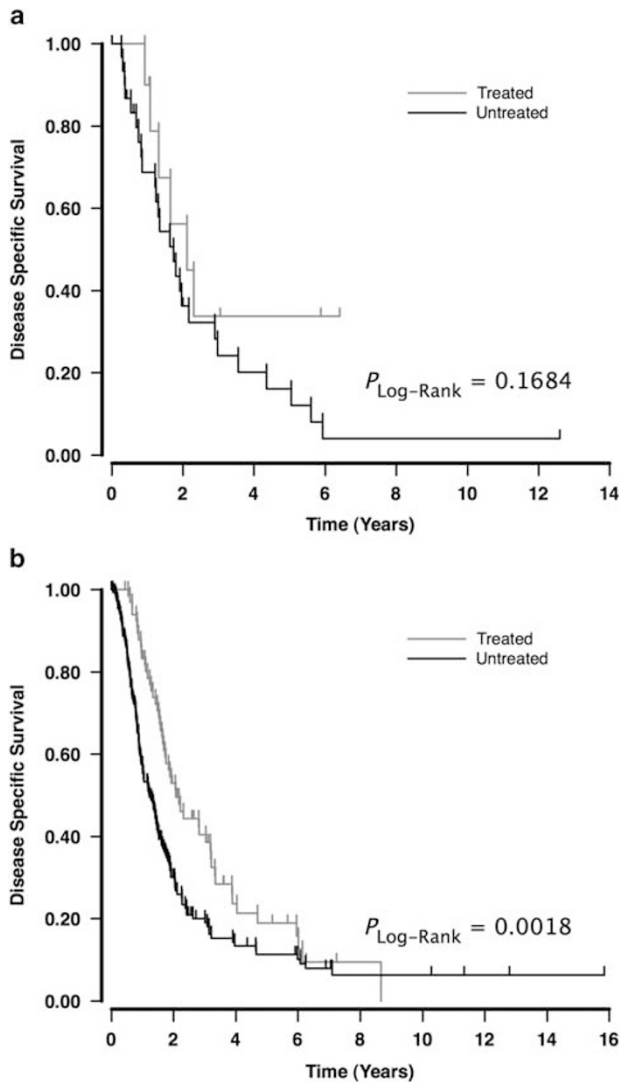 a
1.00
0.80
0.60
0.40
0.20
0.00
Disease Specific Survival
Treated
Untreated
P Log–Rank = 0.1684
0 2 4 6 8 10 12 14
Time (Years)
b
1.00
0.80
0.60
0.40
0.20
0.00
Disease Specific Survival
Treated
Untreated
P Log–Rank = 0.0018
0 2 4 6 8 10 12 14 16
Time (Years)